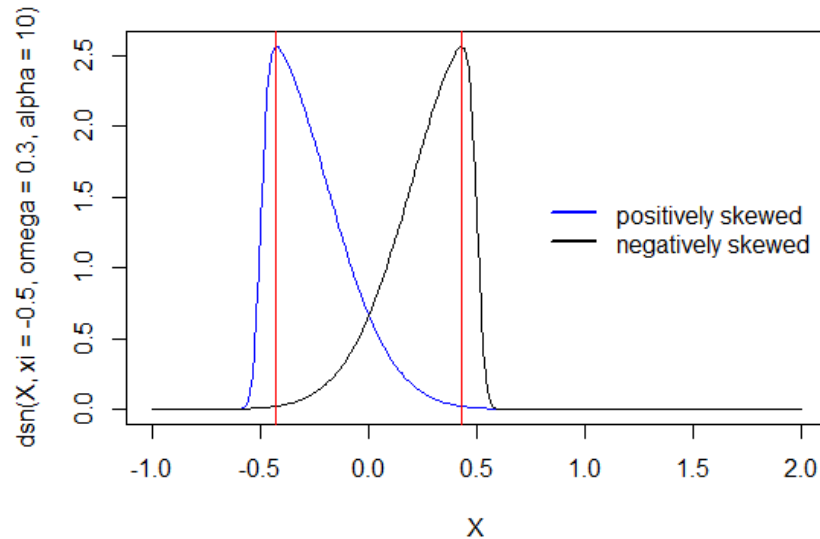 dsn(X, xi = -0.5, omega = 0.3, alpha = 10)
2.5
2.0
1.5
1.0
0.5
0.0
positively skewed
negatively skewed
-1.0 -0.5 0.0 0.5 1.0 1.5 2.0
X